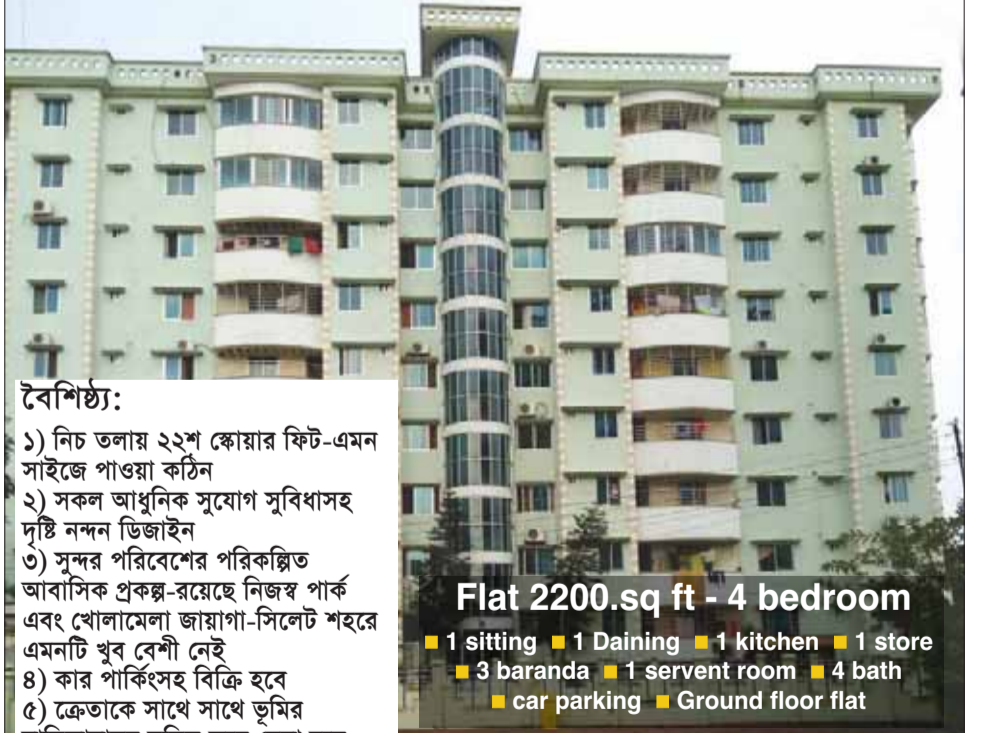 বৈশিষ্ঠ্য:
১) নিচ তলায় ২২শ স্কোয়ার ফিট-এমন
সাইজে পাওয়া কঠিন
২) সকল আধুনিক সুযোগ সুবিধাসহ
দৃষ্টি নন্দন ডিজাইন
৩) সুন্দর পরিবেশের পরিকল্পিত
আবাসিক প্রকল্প-রয়েছে নিজস্ব পার্ক
এবং খোলামেলা জায়াগা-সিলেট শহরে
এমনটি খুব বেশী নেই
৪) কার পার্কিংসহ বিক্রি হবে
৫) ক্রেতাকে সাথে সাথে ভূমির
Flat 2200.sq ft - 4 bedroom
■ 1 sitting ■ 1 Daining ■ 1 kitchen ■ 1 store
■ 3 baranda ■ 1 servent room ■ 4 bath
■ car parking ■ Ground floor flat